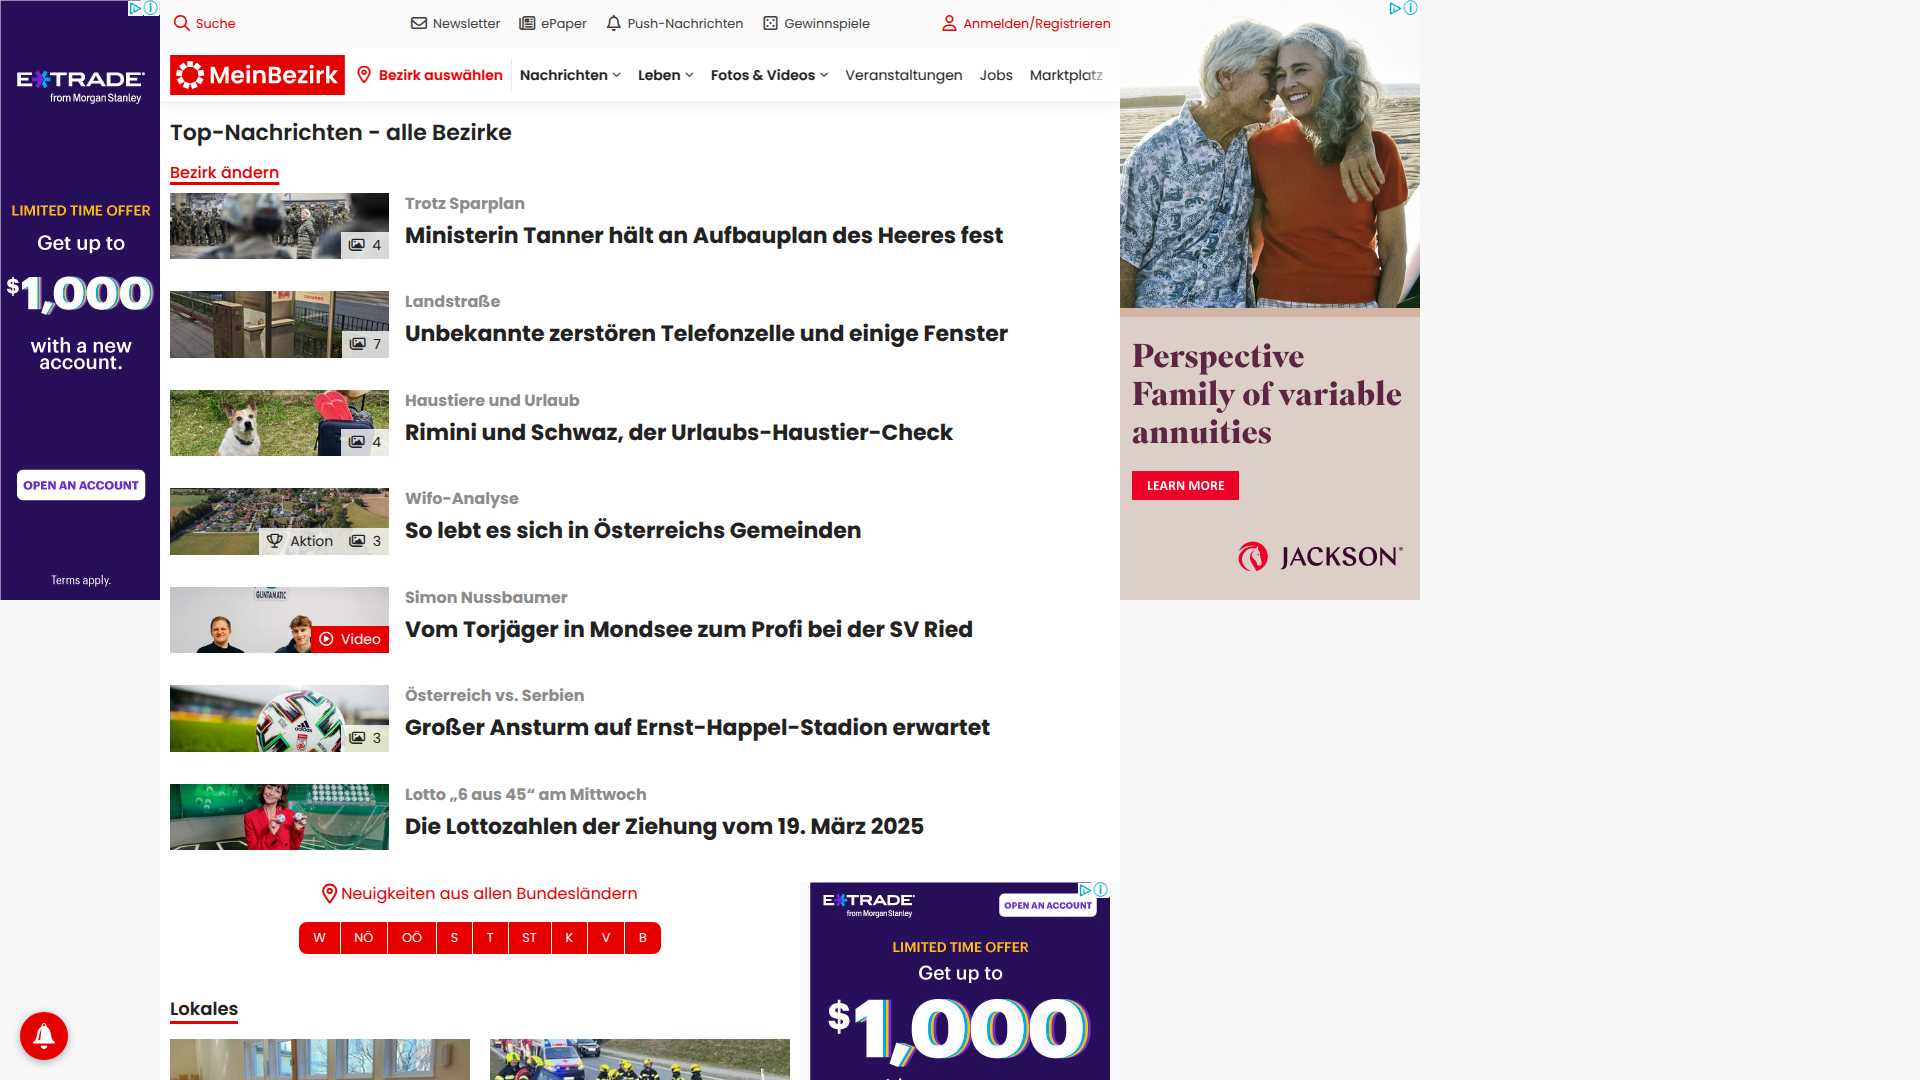 Suche
Newsletter
ePaper
Push-Nachrichten
Gewinnspiele
Anmelden/Registrieren
MeinBezirk
Bezirk auswählen
Nachrichten
Leben
Fotos & Videos
Veranstaltungen
Jobs
Marktplatz
E*TRADE
from Morgan Stanley
LIMITED TIME OFFER
Get up to
$1,000
with a new
account.
OPEN AN ACCOUNT
Terms apply.
Top-Nachrichten - alle Bezirke
Bezirk ändern
4
Trotz Sparplan
Ministerin Tanner hält an Aufbauplan des Heeres fest
7
Landstraße
Unbekannte zerstören Telefonzelle und einige Fenster
4
Haustiere und Urlaub
Rimini und Schwaz, der Urlaubs-Haustier-Check
Aktion 3
Wifo-Analyse
So lebt es sich in Österreichs Gemeinden
GUNTAMATIC
Video
Simon Nussbaumer
Vom Torjäger in Mondsee zum Profi bei der SV Ried
adidas
3
Österreich vs. Serbien
Großer Ansturm auf Ernst-Happel-Stadion erwartet
Lotto „6 aus 45“ am Mittwoch
Die Lottozahlen der Ziehung vom 19. März 2025
Perspective
Family of variable
annuities
LEARN MORE
JACKSON®
Neuigkeiten aus allen Bundesländern
W NÖ OÖ S T ST K V B
E*TRADE
from Morgan Stanley
OPEN AN ACCOUNT
LIMITED TIME OFFER
Get up to
$1,000
Lokales